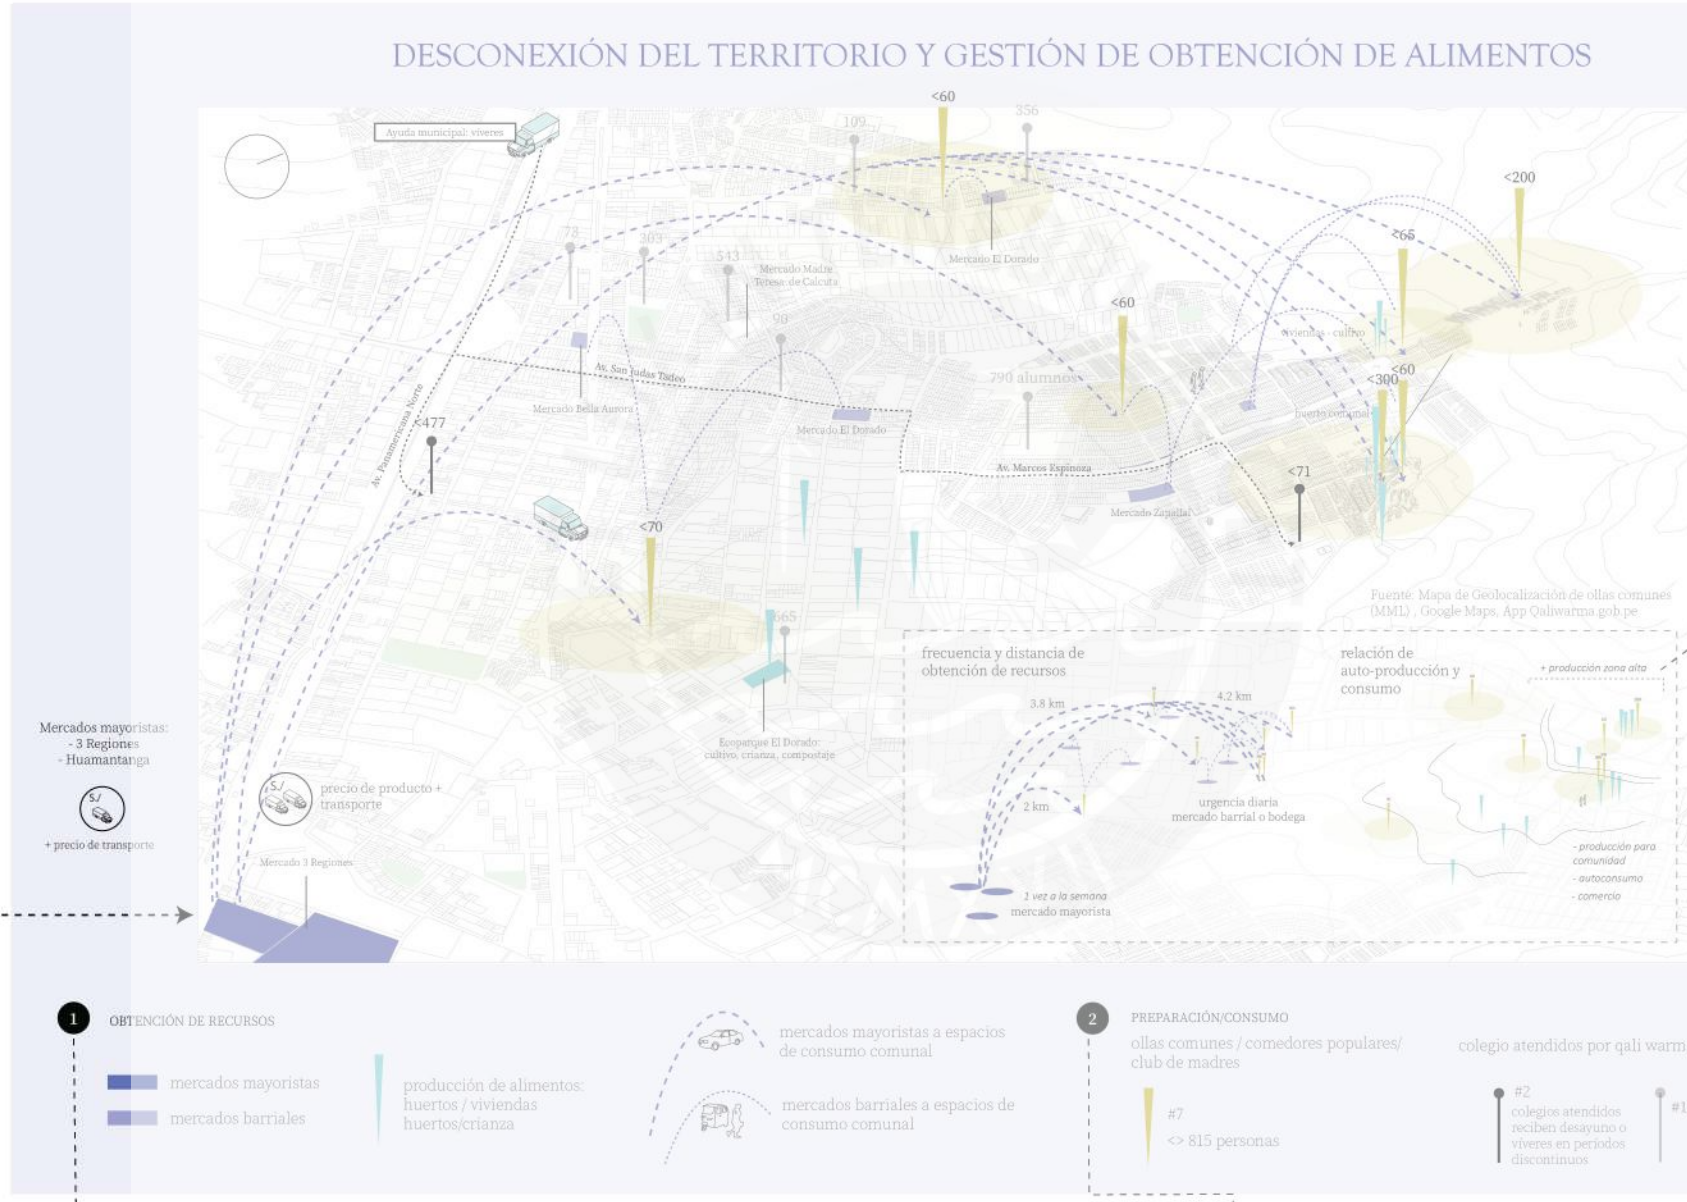 DESCONEXIÓN DEL TERRITORIO Y GESTIÓN DE OBTENCIÓN DE ALIMENTOS
<60
356
109
Ayuda municipal: víveres
<200
78
303
543
<65
Mercado El Dorado
Mercado Madre
Teresa de Calcuta
<60
90
viviendas - cultivo
Av. San Judas Tadeo
790 alumnos
<300
<60
Av. Panamericana Norte
Mercado Bella Aurora
huerto comunal
<477
Mercado El Dorado
Av. Marcos Espinoza
<71
Mercado Zapallal
<70
665
Fuente: Mapa de Geolocalización de ollas comunes
(MML) , Google Maps, App Qaliwarma.gob.pe
frecuencia y distancia de
obtención de recursos
3.8 km
4.2 km
2 km
urgencia diaria
mercado barrial o bodega
1 vez a la semana
mercado mayorista
relación de
auto-producción y
consumo
+ producción zona alta
- producción para
comunidad
- autoconsumo
- comercio
Ecoparque El Dorado:
cultivo, crianza, compostaje
Mercados mayoristas:
- 3 Regiones
- Huamantanga
S./
+ precio de transporte
S./
precio de producto +
transporte
Mercado 3 Regiones
1
OBTENCIÓN DE RECURSOS
mercados mayoristas
mercados barriales
producción de alimentos:
huertos / viviendas
huertos/crianza
mercados mayoristas a espacios
de consumo comunal
mercados barriales a espacios de
consumo comunal
2
PREPARACIÓN/CONSUMO
ollas comunes / comedores populares/
club de madres
#7
<> 815 personas
colegio atendidos por qali warm
#2
colegios atendidos
reciben desayuno o
víveres en periodos
discontinuos
#1